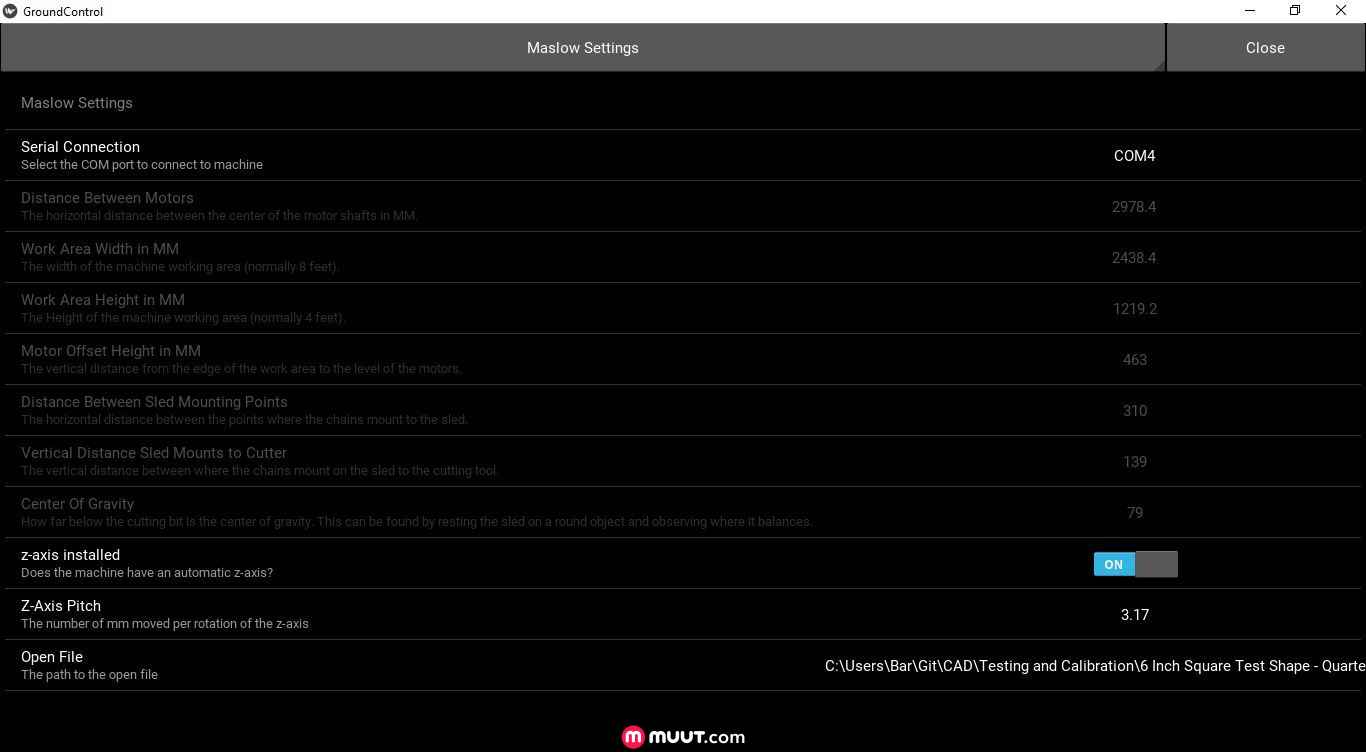 GroundControl
Maslow Settings
Close
Maslow Settings
Serial Connection
COM4
Select the COM port to connect to machine
Distance Between Motors
2978.4
The horizontal distance between the center of the motor shafts in MM.
Work Area Width in MM
2438.4
The width of the machine working area (normally 8 feet).
Work Area Height in MM
1219.2
The Height of the machine working area (normally 4 feet).
Motor Offset Height in MM
463
The vertical distance from the edge of the work area to the level of the motors.
Distance Between Sled Mounting Points
310
The horizontal distance between the points where the chains mount to the sled.
Vertical Distance Sled Mounts to Cutter
139
The vertical distance between where the chains mount on the sled to the cutting tool.
Center Of Gravity
79
How far below the cutting bit is the center of gravity. This can be found by resting the sled on a round object and observing where it balances.
z-axis installed
ON
Does the machine have an automatic z-axis?
Z-Axis Pitch
3.17
The number of mm moved per rotation of the z-axis
Open File
C:\Users\Bar\Git\CAD\Testing and Calibration\6 Inch Square Test Shape - Quarte
The path to the open file
m muut.com